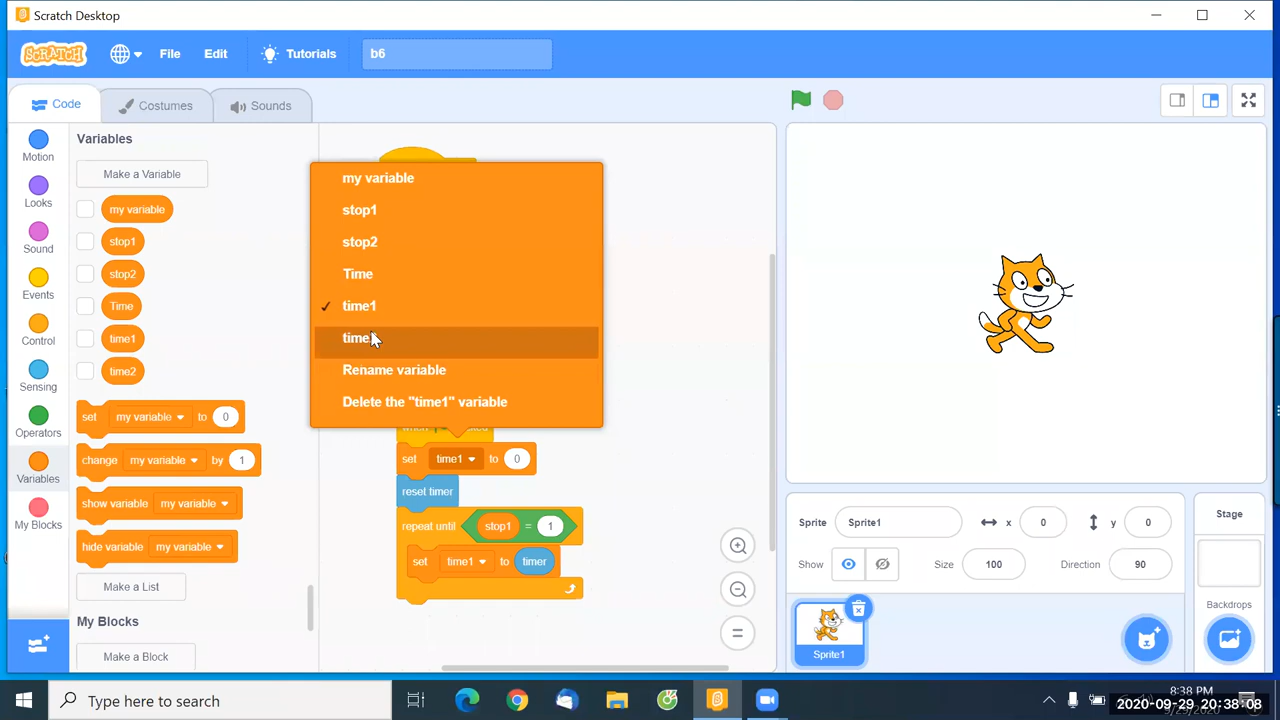 Scratch Desktop
SCRATCH
File
Edit
Tutorials
b6
Code
Costumes
Sounds
Motion
Looks
Sound
Events
Control
Sensing
Operators
Variables
My Blocks
Variables
Make a Variable
my variable
stop1
stop2
Time
time1
time2
set my variable to 0
change my variable by 1
show variable my variable
hide variable my variable
Make a List
My Blocks
Make a Block
my variable
stop1
stop2
Time
✓ time1
time
Rename variable
Delete the "time1" variable
when
set time1 to 0
reset timer
repeat until stop1 = 1
set time1 to timer
Sprite
Sprite1
x 0
y 0
Show
Size 100
Direction 90
Sprite1
Stage
Backdrops
Type here to search
8:38 PM
2020-09-29 20:38:08